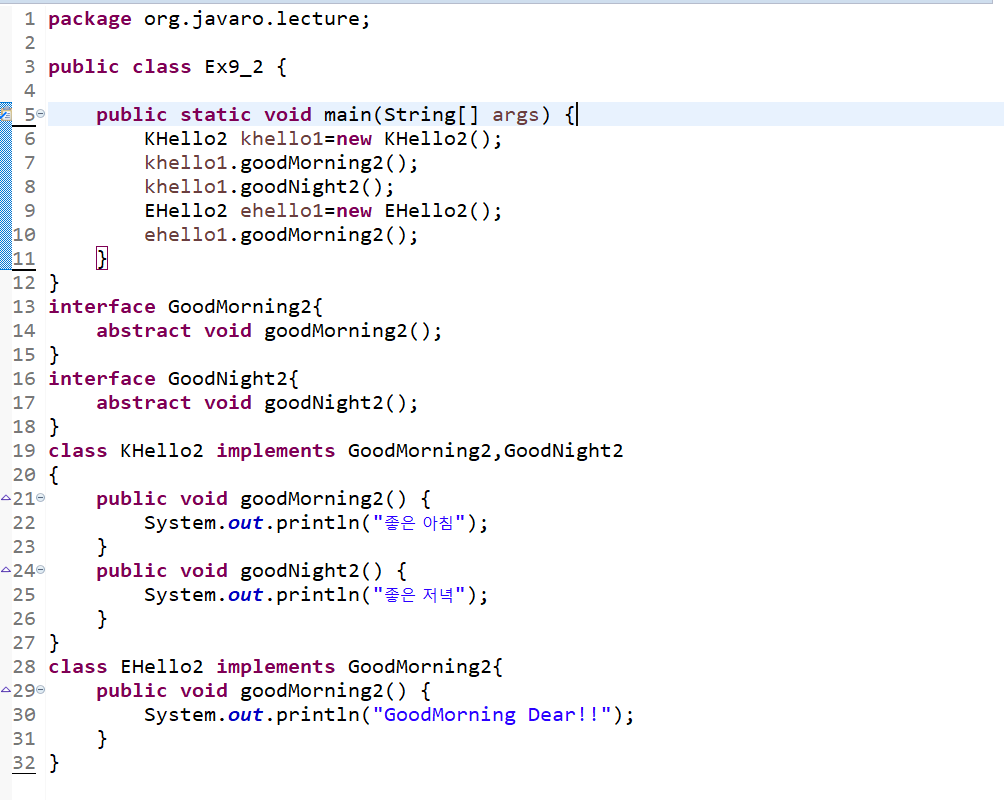 1 package org.javaro.lecture;
2
3 public class Ex9_2 {
4
5     public static void main(String[] args) {
6         KHello2 khello1=new KHello2();
7         khello1.goodMorning2();
8         khello1.goodNight2();
9         EHello2 ehello1=new EHello2();
10         ehello1.goodMorning2();
11     }
12 }
13 interface GoodMorning2{
14     abstract void goodMorning2();
15 }
16 interface GoodNight2{
17     abstract void goodNight2();
18 }
19 class KHello2 implements GoodMorning2,GoodNight2
20 {
21     public void goodMorning2() {
22         System.out.println("좋은 아침");
23     }
24     public void goodNight2() {
25         System.out.println("좋은 저녁");
26     }
27 }
28 class EHello2 implements GoodMorning2{
29     public void goodMorning2() {
30         System.out.println("GoodMorning Dear!!");
31     }
32 }